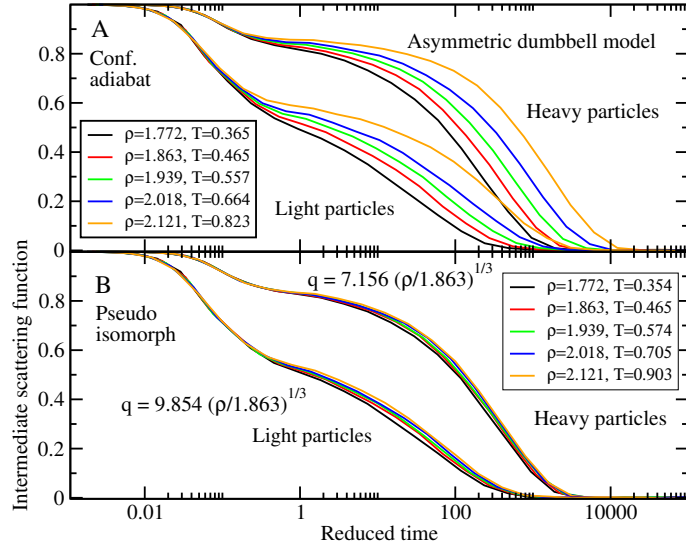 1
A
Conf.
adiabat
Asymmetric dumbbell model
0.8
Heavy particles
0.6
ρ=1.772, T=0.365
ρ=1.863, T=0.465
ρ=1.939, T=0.557
ρ=2.018, T=0.664
ρ=2.121, T=0.823
0.4
0.2
Light particles
0
B
Pseudo
isomorph
q = 7.156 (ρ/1.863)^1/3
0.8
ρ=1.772, T=0.354
ρ=1.863, T=0.465
ρ=1.939, T=0.574
ρ=2.018, T=0.705
ρ=2.121, T=0.903
0.6
q = 9.854 (ρ/1.863)^1/3
0.4
Light particles
Heavy particles
0.2
0
0.01
1
100
10000
Reduced time
Intermediate scattering function